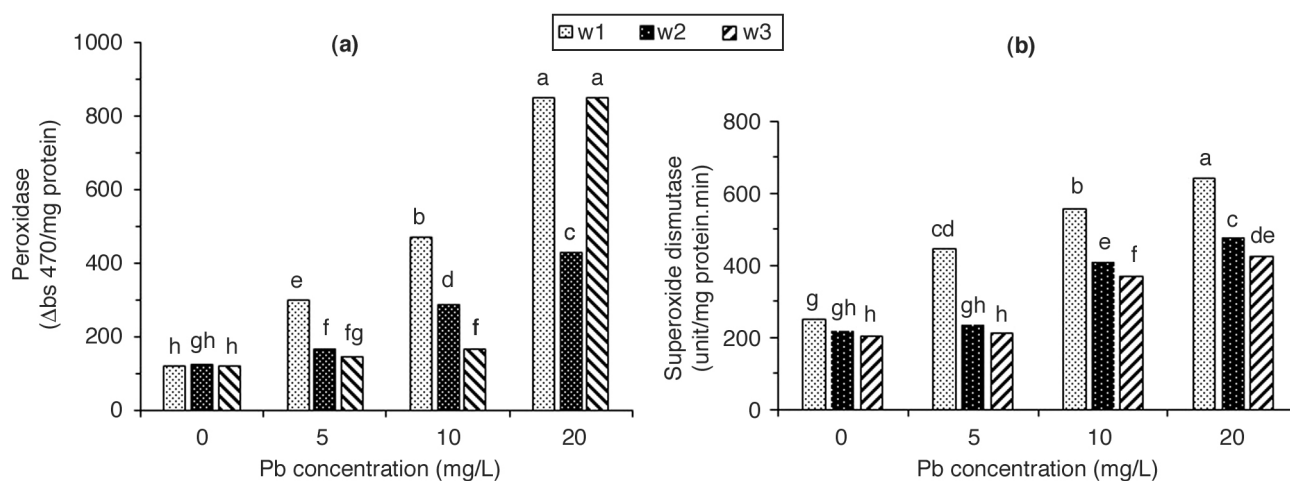 w1 w2 w3
(a)
Peroxidase
(Δbs 470/mg protein)
1000
800
600
400
200
0
h gh h
e f fg
b d f
a c a
0 5 10 20
Pb concentration (mg/L)
(b)
Superoxide dismutase
(unit/mg protein.min)
800
600
400
200
0
g gh h
cd gh h
b e f
a c de
0 5 10 20
Pb concentration (mg/L)